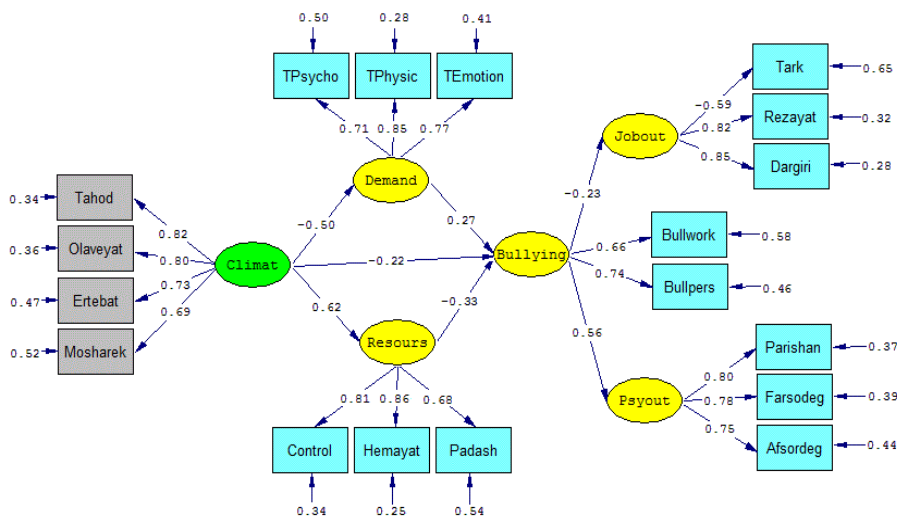 0.50
0.28
0.41
TPsycho
TPhysic
TEmotion
0.71
0.85
0.77
Demand
0.34
Tahod
0.36
Olaveyat
0.47
Ertebat
0.52
Mosharek
0.82
0.80
0.73
0.69
Climat
-0.50
-0.22
0.62
0.27
-0.33
Resours
0.81
0.86
0.68
Control
Hemayat
Padash
0.34
0.25
0.54
Bullying
-0.23
0.56
Jobout
-0.59
0.82
0.85
Tark
0.65
Rezayat
0.32
Dargiri
0.28
0.66
0.74
Bullwork
0.58
Bullpers
0.46
Psyout
0.80
0.78
0.75
Parishan
0.37
Farsodeg
0.39
Afsordeg
0.44